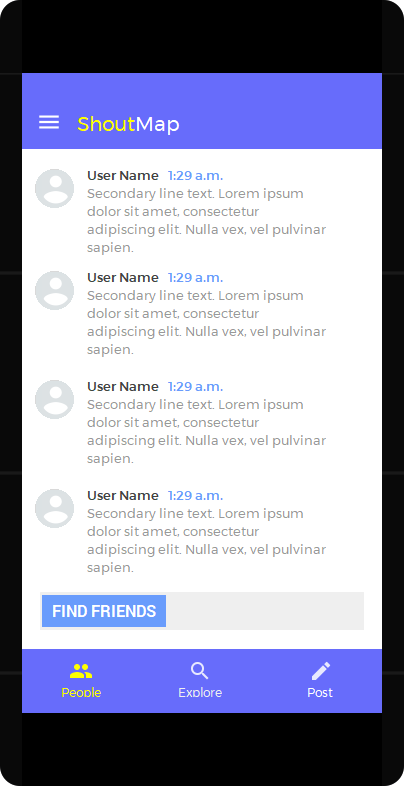 ShoutMap
User Name 1:29 a.m.
Secondary line text. Lorem ipsum
dolor sit amet, consectetur
adipiscing elit. Nulla vex, vel pulvinar
sapien.
User Name 1:29 a.m.
Secondary line text. Lorem ipsum
dolor sit amet, consectetur
adipiscing elit. Nulla vex, vel pulvinar
sapien.
User Name 1:29 a.m.
Secondary line text. Lorem ipsum
dolor sit amet, consectetur
adipiscing elit. Nulla vex, vel pulvinar
sapien.
User Name 1:29 a.m.
Secondary line text. Lorem ipsum
dolor sit amet, consectetur
adipiscing elit. Nulla vex, vel pulvinar
sapien.
FIND FRIENDS
People Explore Post